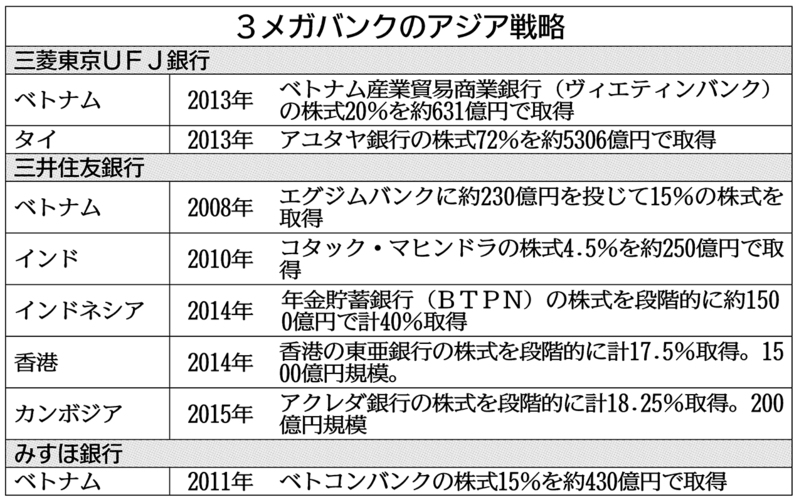 ３メガバンクのアジア戦略
三菱東京ＵＦＪ銀行
ベトナム 2013年 ベトナム産業貿易商業銀行（ヴィエティンバンク）
の株式20％を約631億円で取得
タイ 2013年 アユタヤ銀行の株式72％を約5306億円で取得
三井住友銀行
ベトナム 2008年 エグジムバンクに約230億円を投じて15％の株式を
取得
インド 2010年 コタック・マヒンドラの株式4.5％を約250億円で取
得
インドネシア 2014年 年金貯蓄銀行（ＢＴＰＮ）の株式を段階的に約150
0億円で計40％取得
香港 2014年 香港の東亜銀行の株式を段階的に計17.5％取得。15
00億円規模。
カンボジア 2015年 アクレダ銀行の株式を段階的に計18.25％取得。200
億円規模
みずほ銀行
ベトナム 2011年 ベトコンバンクの株式15％を約430億円で取得